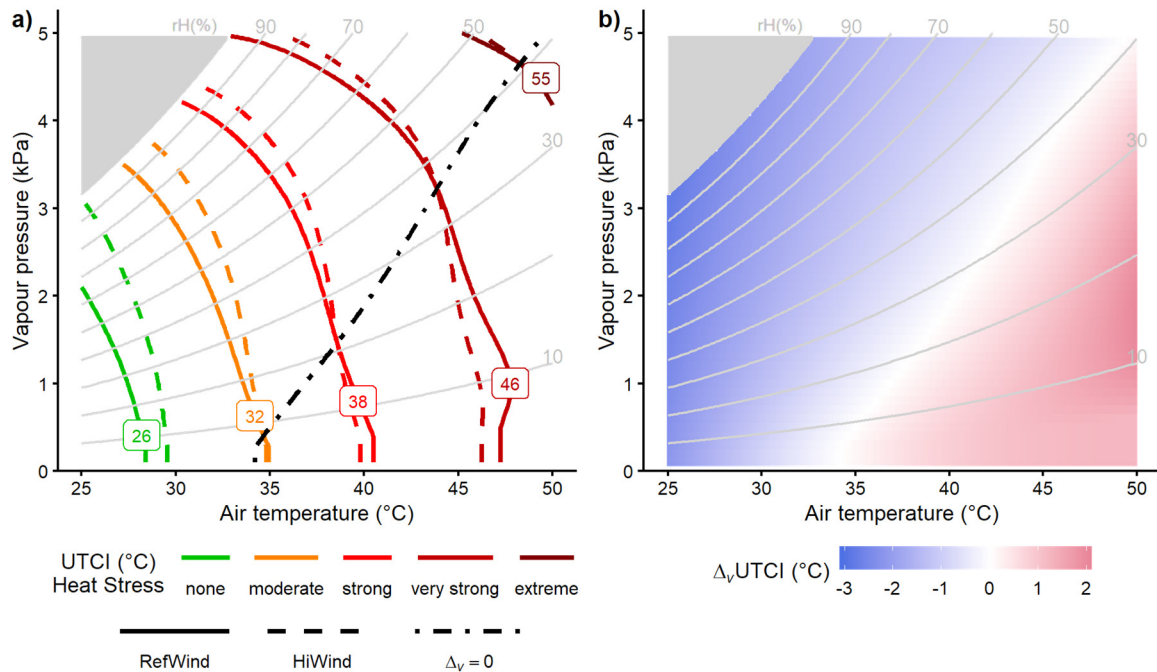 a)
rH(%) 90 70 50
30
10
5
4
3
2
1
0
Vapour pressure (kPa)
55
26
32
38
46
25 30 35 40 45 50
Air temperature (°C)
b)
90 70 50
30
10
5
4
3
2
1
0
Vapour pressure (kPa)
25 30 35 40 45 50
Air temperature (°C)
UTCI (°C)
Heat Stress
none moderate strong very strong extreme
RefWind HiWind Δv = 0
ΔvUTCI (°C)
-3 -2 -1 0 1 2